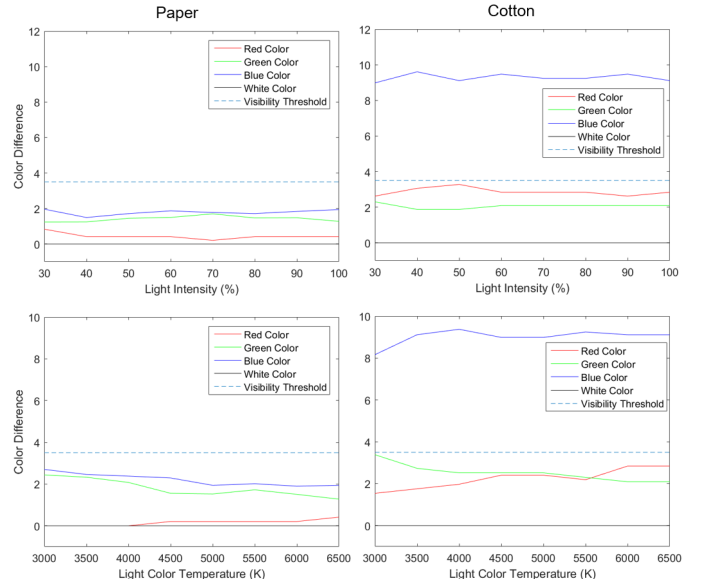 Paper
12
10
8
6
4
2
0
Color Difference
Red Color
Green Color
Blue Color
White Color
Visibility Threshold
30 40 50 60 70 80 90 100
Light Intensity (%)
Cotton
12
10
8
6
4
2
0
Red Color
Green Color
Blue Color
White Color
Visibility Threshold
30 40 50 60 70 80 90 100
Light Intensity (%)
10
8
6
4
2
0
Color Difference
Red Color
Green Color
Blue Color
White Color
Visibility Threshold
3000 3500 4000 4500 5000 5500 6000 6500
Light Color Temperature (K)
10
8
6
4
2
0
Red Color
Green Color
Blue Color
White Color
Visibility Threshold
3000 3500 4000 4500 5000 5500 6000 6500
Light Color Temperature (K)